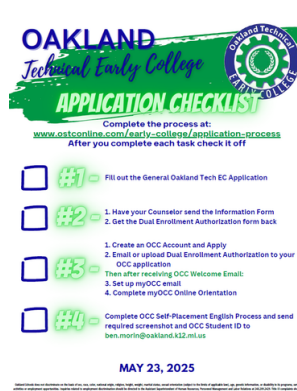 OAKLAND
Technical Early College
Oakland Technical
EARLY COLLEGE
APPLICATION CHECKLIST
Complete the process at:
www.ostconline.com/early-college/application-process
After you complete each task check it off
#1 - Fill out the General Oakland Tech EC Application
#2 - 1. Have your Counselor send the Information Form
2. Get the Dual Enrollment Authorization form back
#3 - 1. Create an OCC Account and Apply
2. Email or upload Dual Enrollment Authorization to your
OCC application
Then after receiving OCC Welcome Email:
3. Set up myOCC email
4. Complete myOCC Online Orientation
#4 - Complete OCC Self-Placement English Process and send
required screenshot and OCC Student ID to
ben.morin@oakland.k12.mi.us
MAY 23, 2025